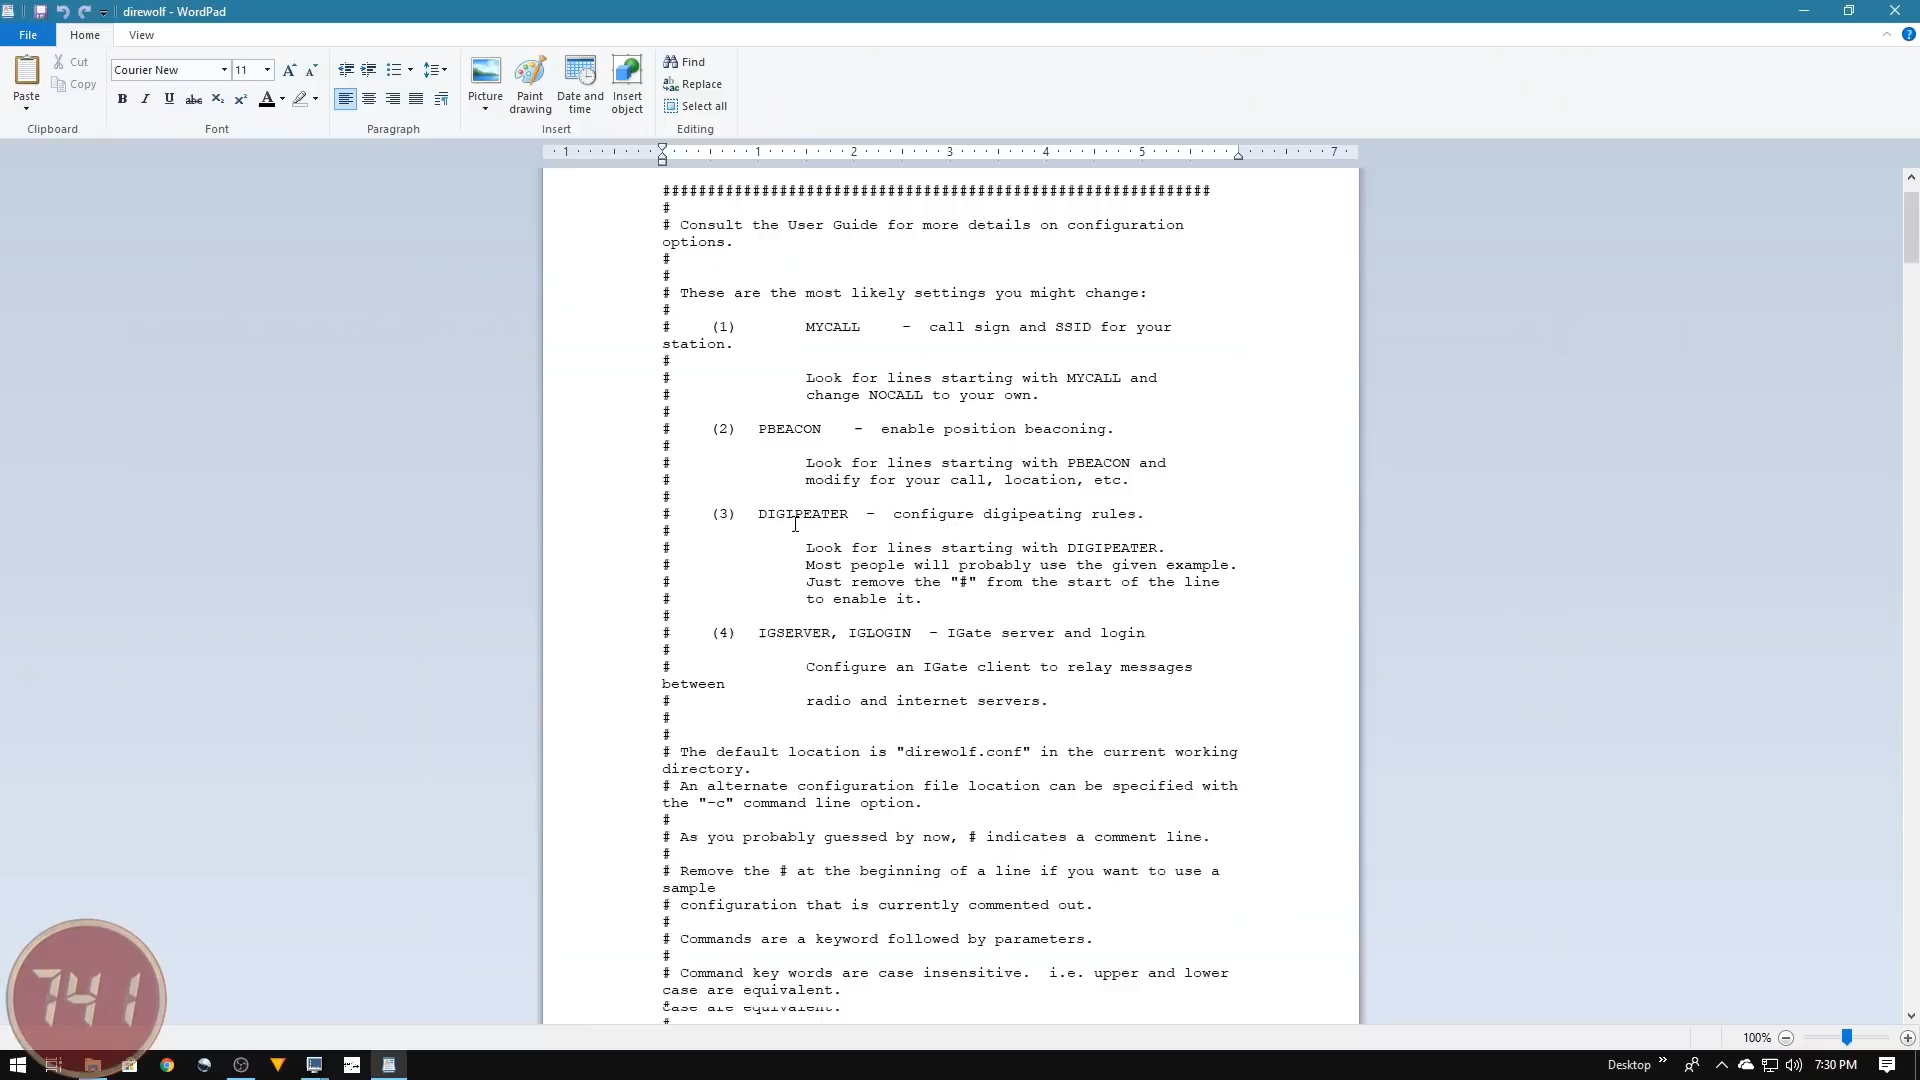 direwolf - WordPad
File Home View
Paste
Cut
Copy
Clipboard
Courier New 11
Font
Paragraph
Picture
Paint drawing
Date and time
Insert object
Insert
Find
Replace
Select all
Editing
1 1 2 3 4 5 7
#############################################################
#
# Consult the User Guide for more details on configuration
options.
#
#
# These are the most likely settings you might change:
#
# (1) MYCALL - call sign and SSID for your
station.
#
# Look for lines starting with MYCALL and
# change NOCALL to your own.
#
# (2) PBEACON - enable position beaconing.
#
# Look for lines starting with PBEACON and
# modify for your call, location, etc.
#
# (3) DIGIPEATER - configure digipeating rules.
#
# Look for lines starting with DIGIPEATER.
# Most people will probably use the given example.
# Just remove the "#" from the start of the line
# to enable it.
#
# (4) IGSERVER, IGLOGIN - IGate server and login
#
# Configure an IGate client to relay messages
between
# radio and internet servers.
#
#
# The default location is "direwolf.conf" in the current working
directory.
# An alternate configuration file location can be specified with
the "-c" command line option.
#
# As you probably guessed by now, # indicates a comment line.
#
# Remove the # at the beginning of a line if you want to use a
sample
# configuration that is currently commented out.
#
# Commands are a keyword followed by parameters.
#
# Command key words are case insensitive. i.e. upper and lower
case are equivalent.
case are equivalent.
#
741
100%
Desktop
7:30 PM